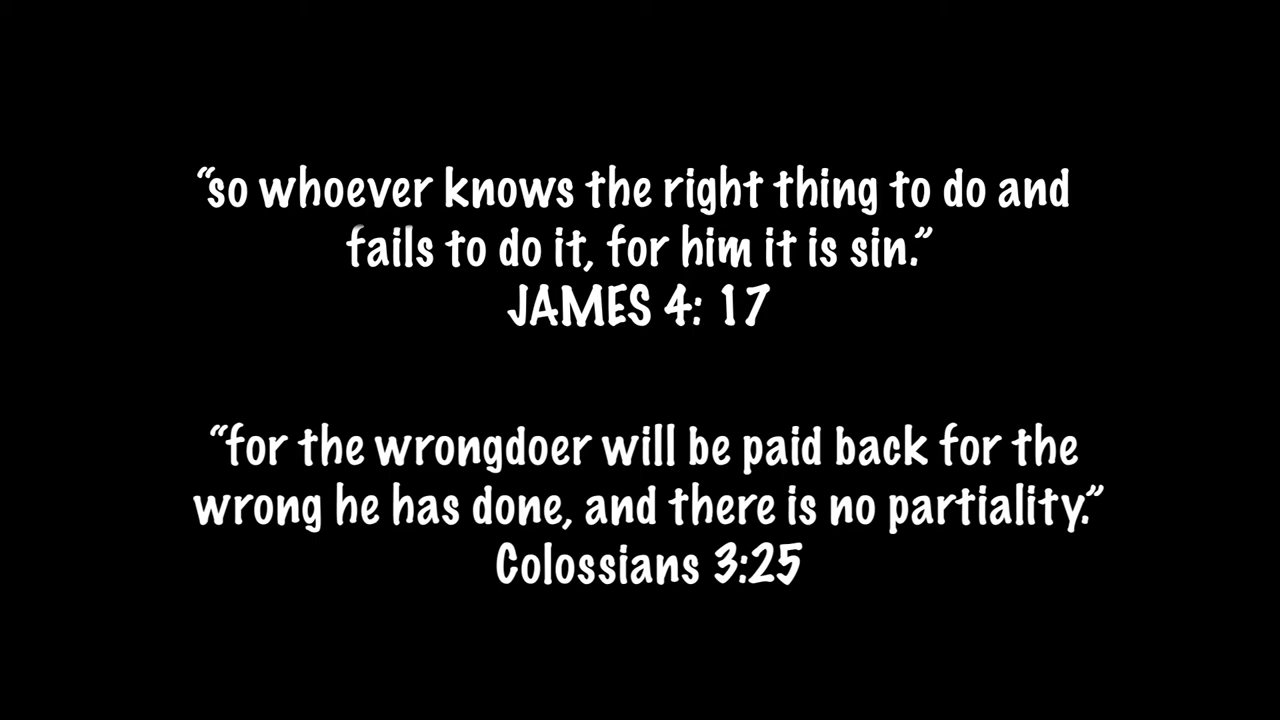 “so whoever knows the right thing to do and
fails to do it, for him it is sin.”
JAMES 4: 17
“for the wrongdoer will be paid back for the
wrong he has done, and there is no partiality.”
Colossians 3:25